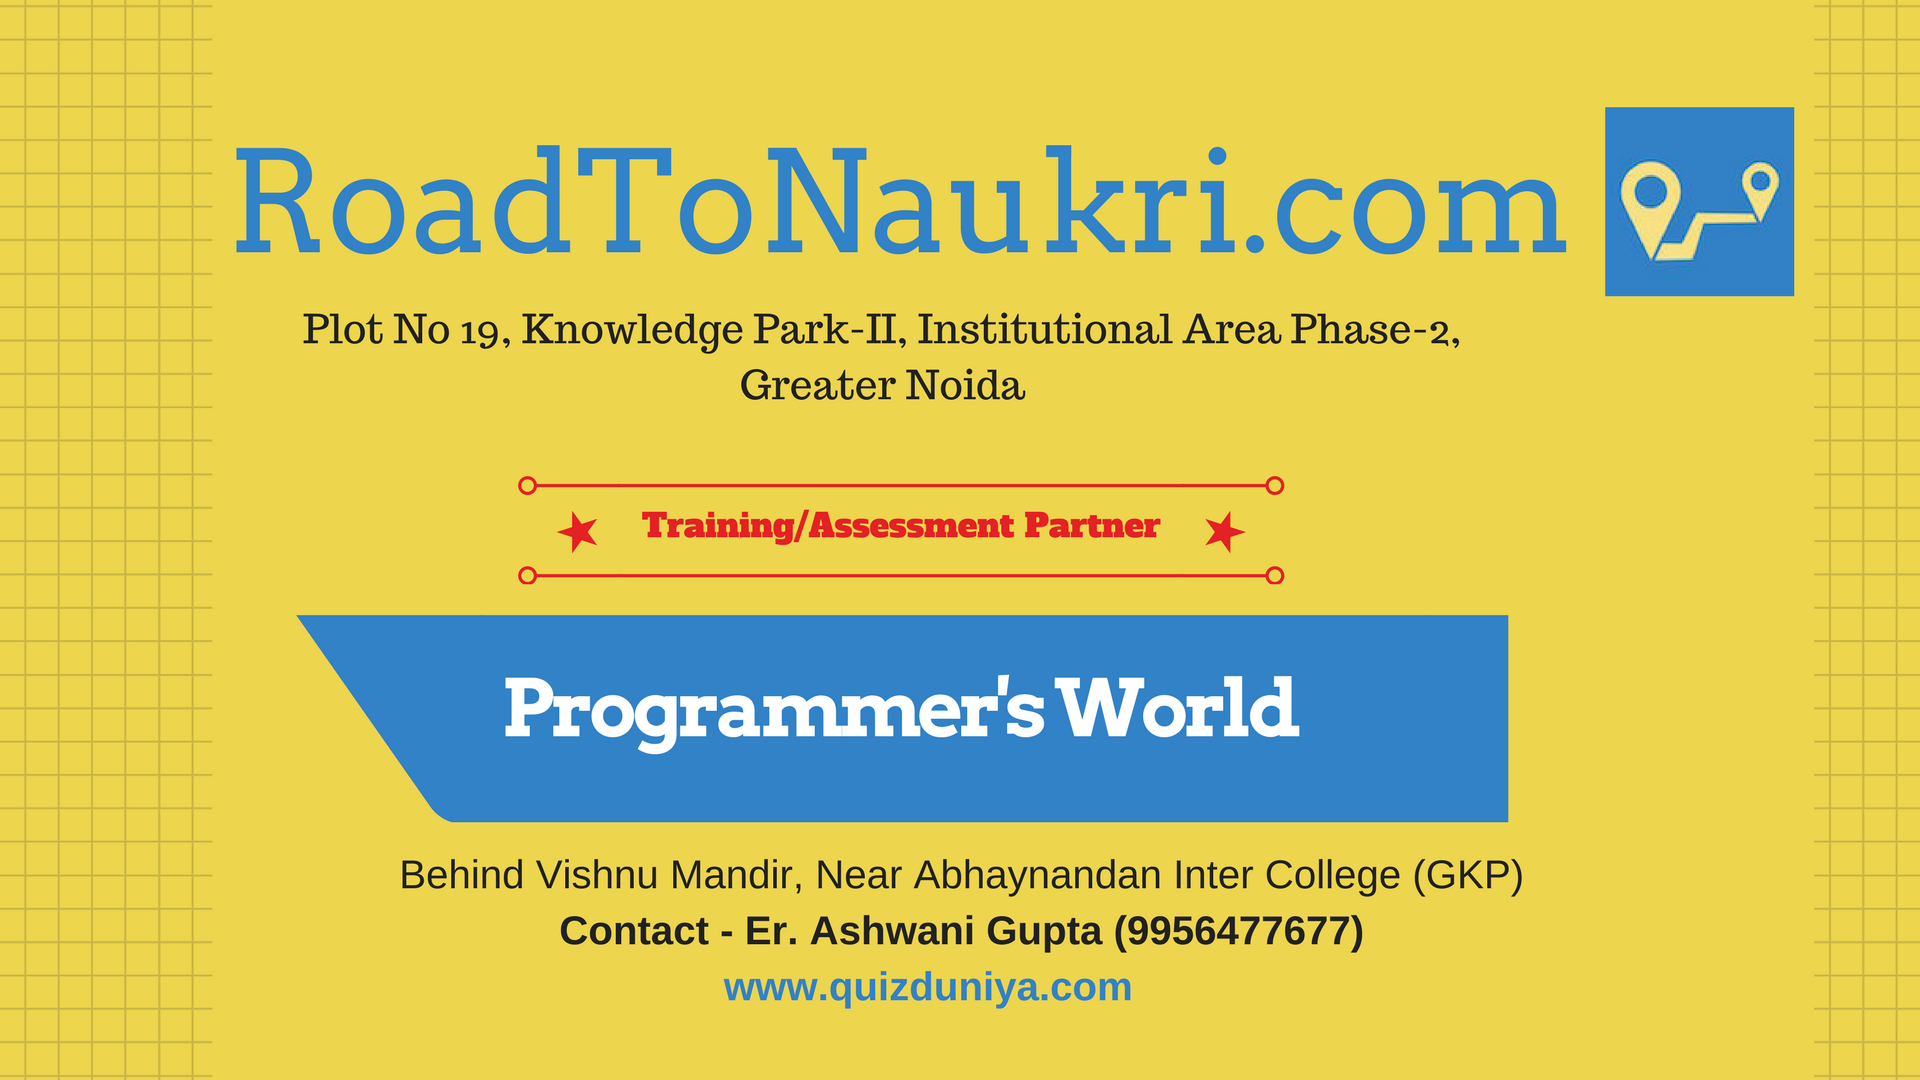 RoadToNaukri.com
Plot No 19, Knowledge Park-II, Institutional Area Phase-2,
Greater Noida
Training/Assessment Partner
Programmer's World
Behind Vishnu Mandir, Near Abhaynandan Inter College (GKP)
Contact - Er. Ashwani Gupta (9956477677)
www.quizduniya.com